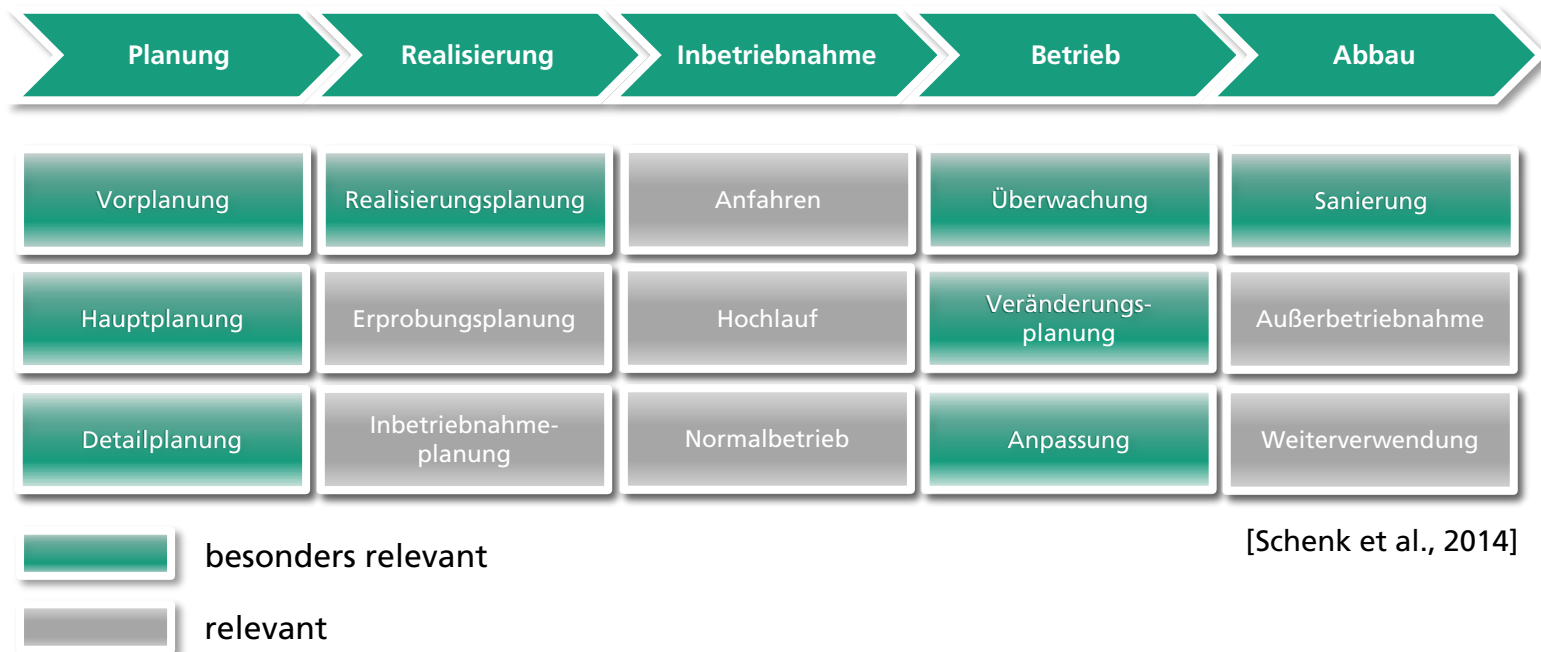 Planung
Realisierung
Inbetriebnahme
Betrieb
Abbau
Vorplanung
Realisierungsplanung
Anfahren
Überwachung
Sanierung
Hauptplanung
Erprobungsplanung
Hochlauf
Veränderungs-
planung
Außerbetriebnahme
Detailplanung
Inbetriebnahme-
planung
Normalbetrieb
Anpassung
Weiterverwendung
besonders relevant
[Schenk et al., 2014]
relevant